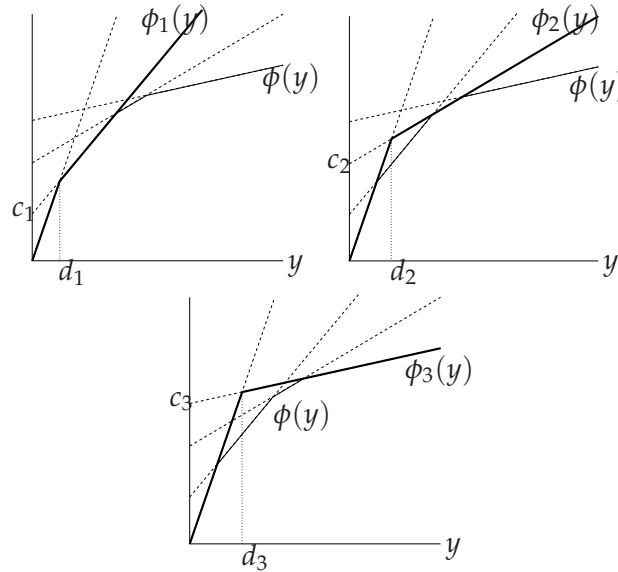 ϕ₁(y) ϕ₂(y)
ϕ(y) ϕ(y)
c₁ c₂
d₁ y d₂ y
c₃ ϕ₃(y)
ϕ(y)
d₃ y